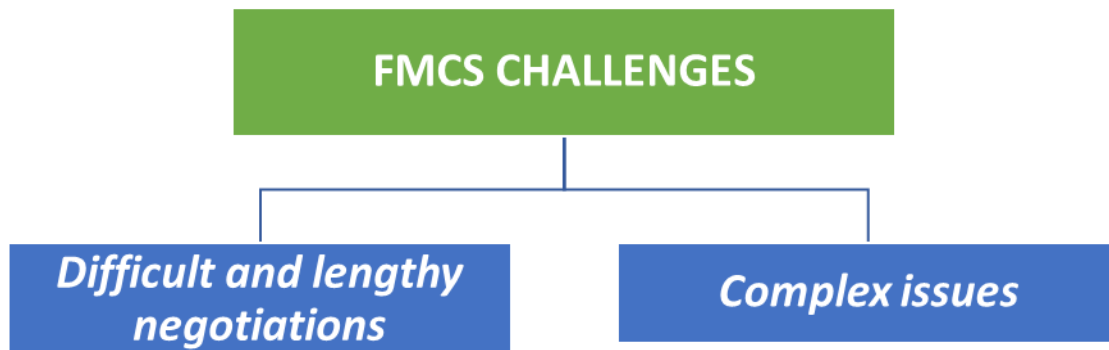 FMCS CHALLENGES
Difficult and lengthy
negotiations
Complex issues